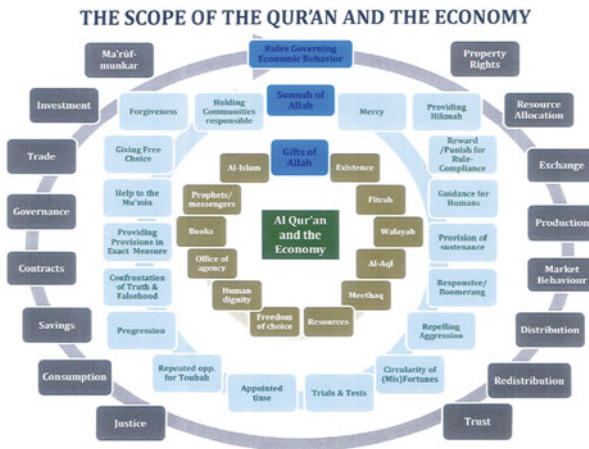 THE SCOPE OF THE QUR'AN AND THE ECONOMY
Rules Governing
Economic Behavior
Property
Rights
Resource
Allocation
Exchange
Production
Market
Behaviour
Distribution
Redistribution
Trust
Justice
Consumption
Savings
Contracts
Governance
Trade
Investment
Ma'rūf-
munkar
Sunnah of
Allah
Mercy
Providing
Hikmah
Reward
/Punish for
Rule-
Compliance
Guidance for
Humans
Provision of
sustenance
Responsive/
Boomerang
Repelling
Aggression
Circularity of
(Mis)Fortunes
Trials & Tests
Appointed
time
Repeated opp.
for Toubah
Progression
Confrontation
of Truth &
Falsehood
Providing
Provisions in
Exact Measure
Help to the
Mu'min
Giving Free
Choice
Forgiveness
Holding
Communities
responsible
Gifts of
Allah
Existence
Fitrah
Walayah
Al-Aql
Meethaq
Resources
Freedom
of choice
Human
dignity
Office of
agency
Books
Prophets/
messengers
Al-Islam
Al Qur'an
and the
Economy